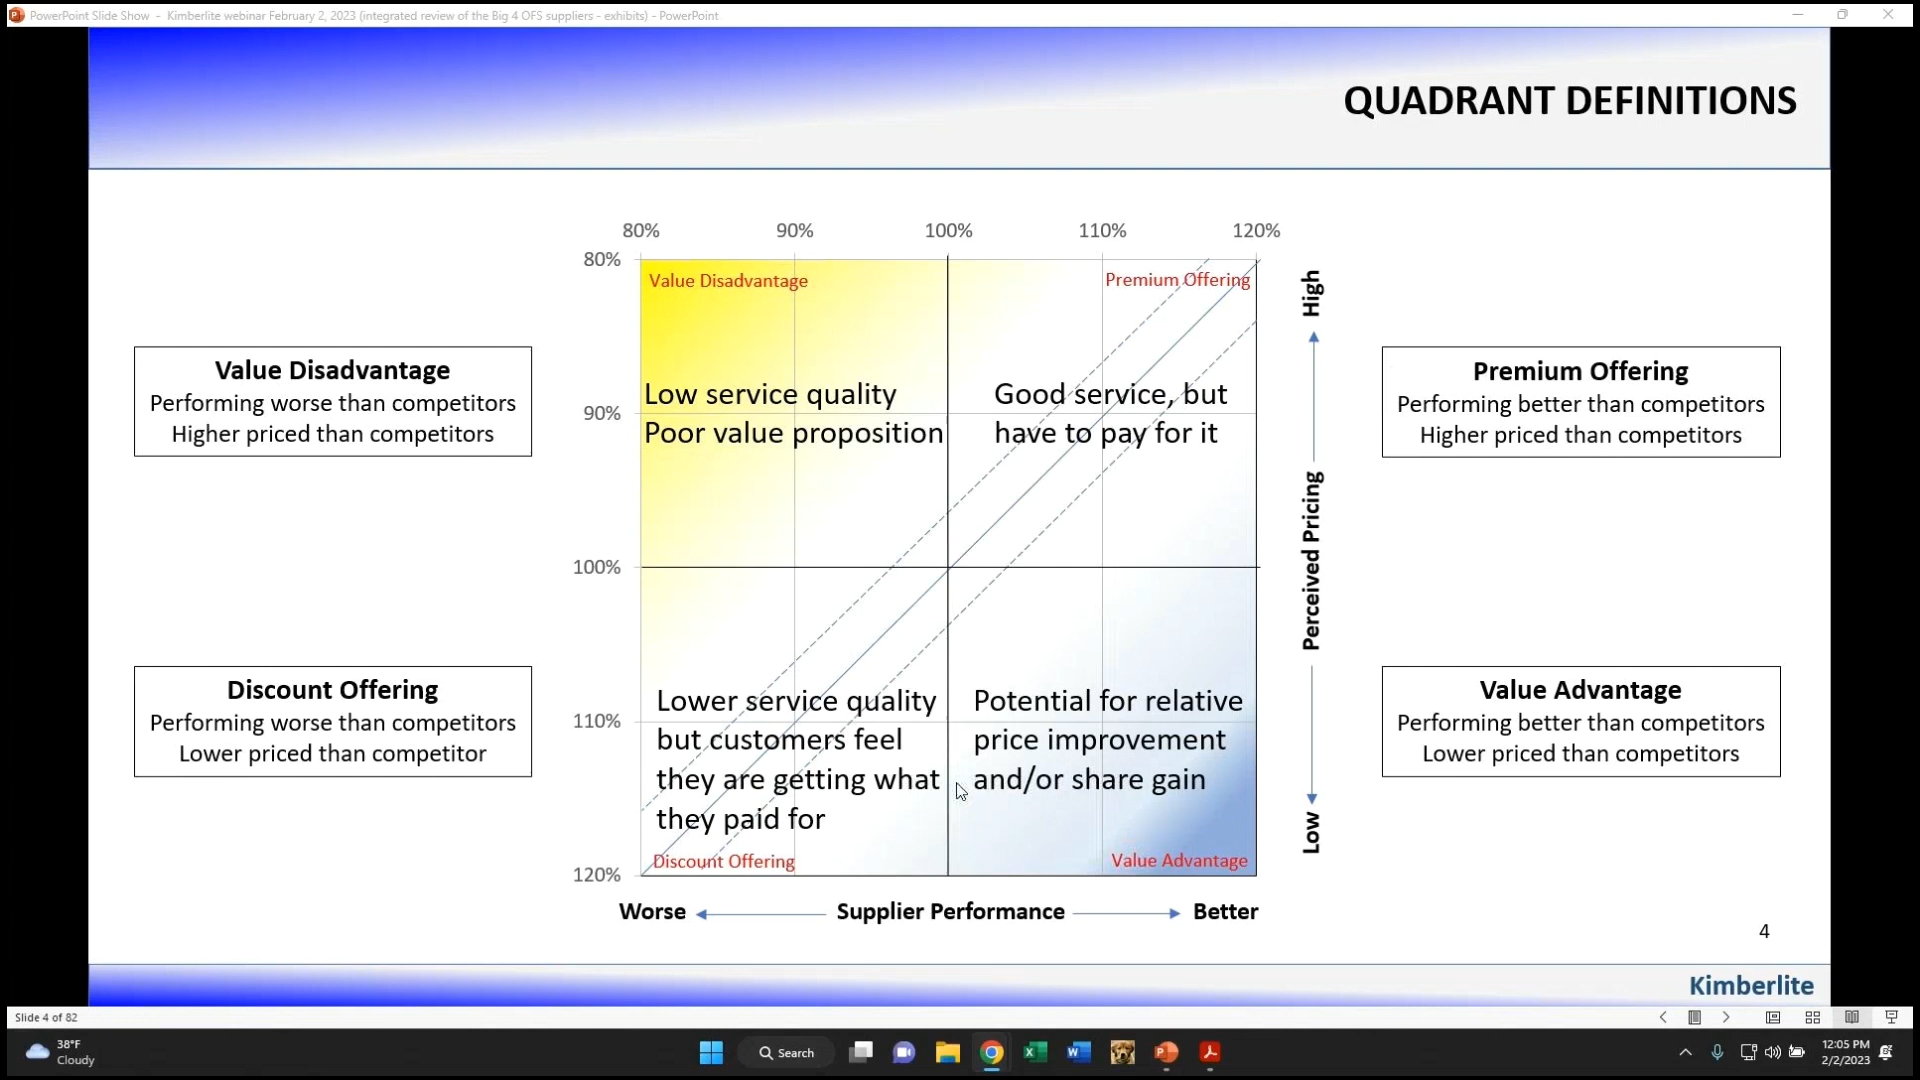 PowerPoint Slide Show - Kimberlite webinar February 2, 2023 (integrated review of the Big 4 OFS suppliers - exhibits) - PowerPoint
QUADRANT DEFINITIONS
80% 90% 100% 110% 120%
80%
90%
100%
110%
120%
Value Disadvantage
Premium Offering
Low service quality
Poor value proposition
Good service, but
have to pay for it
Lower service quality
but customers feel
they are getting what
they paid for
Potential for relative
price improvement
and/or share gain
Discount Offering
Value Advantage
High
Perceived Pricing
Low
Worse
Supplier Performance
Better
Value Disadvantage
Performing worse than competitors
Higher priced than competitors
Premium Offering
Performing better than competitors
Higher priced than competitors
Discount Offering
Performing worse than competitors
Lower priced than competitor
Value Advantage
Performing better than competitors
Lower priced than competitors
4
Kimberlite
Slide 4 of 82
38°F
Cloudy
Search
12:05 PM
2/2/2023